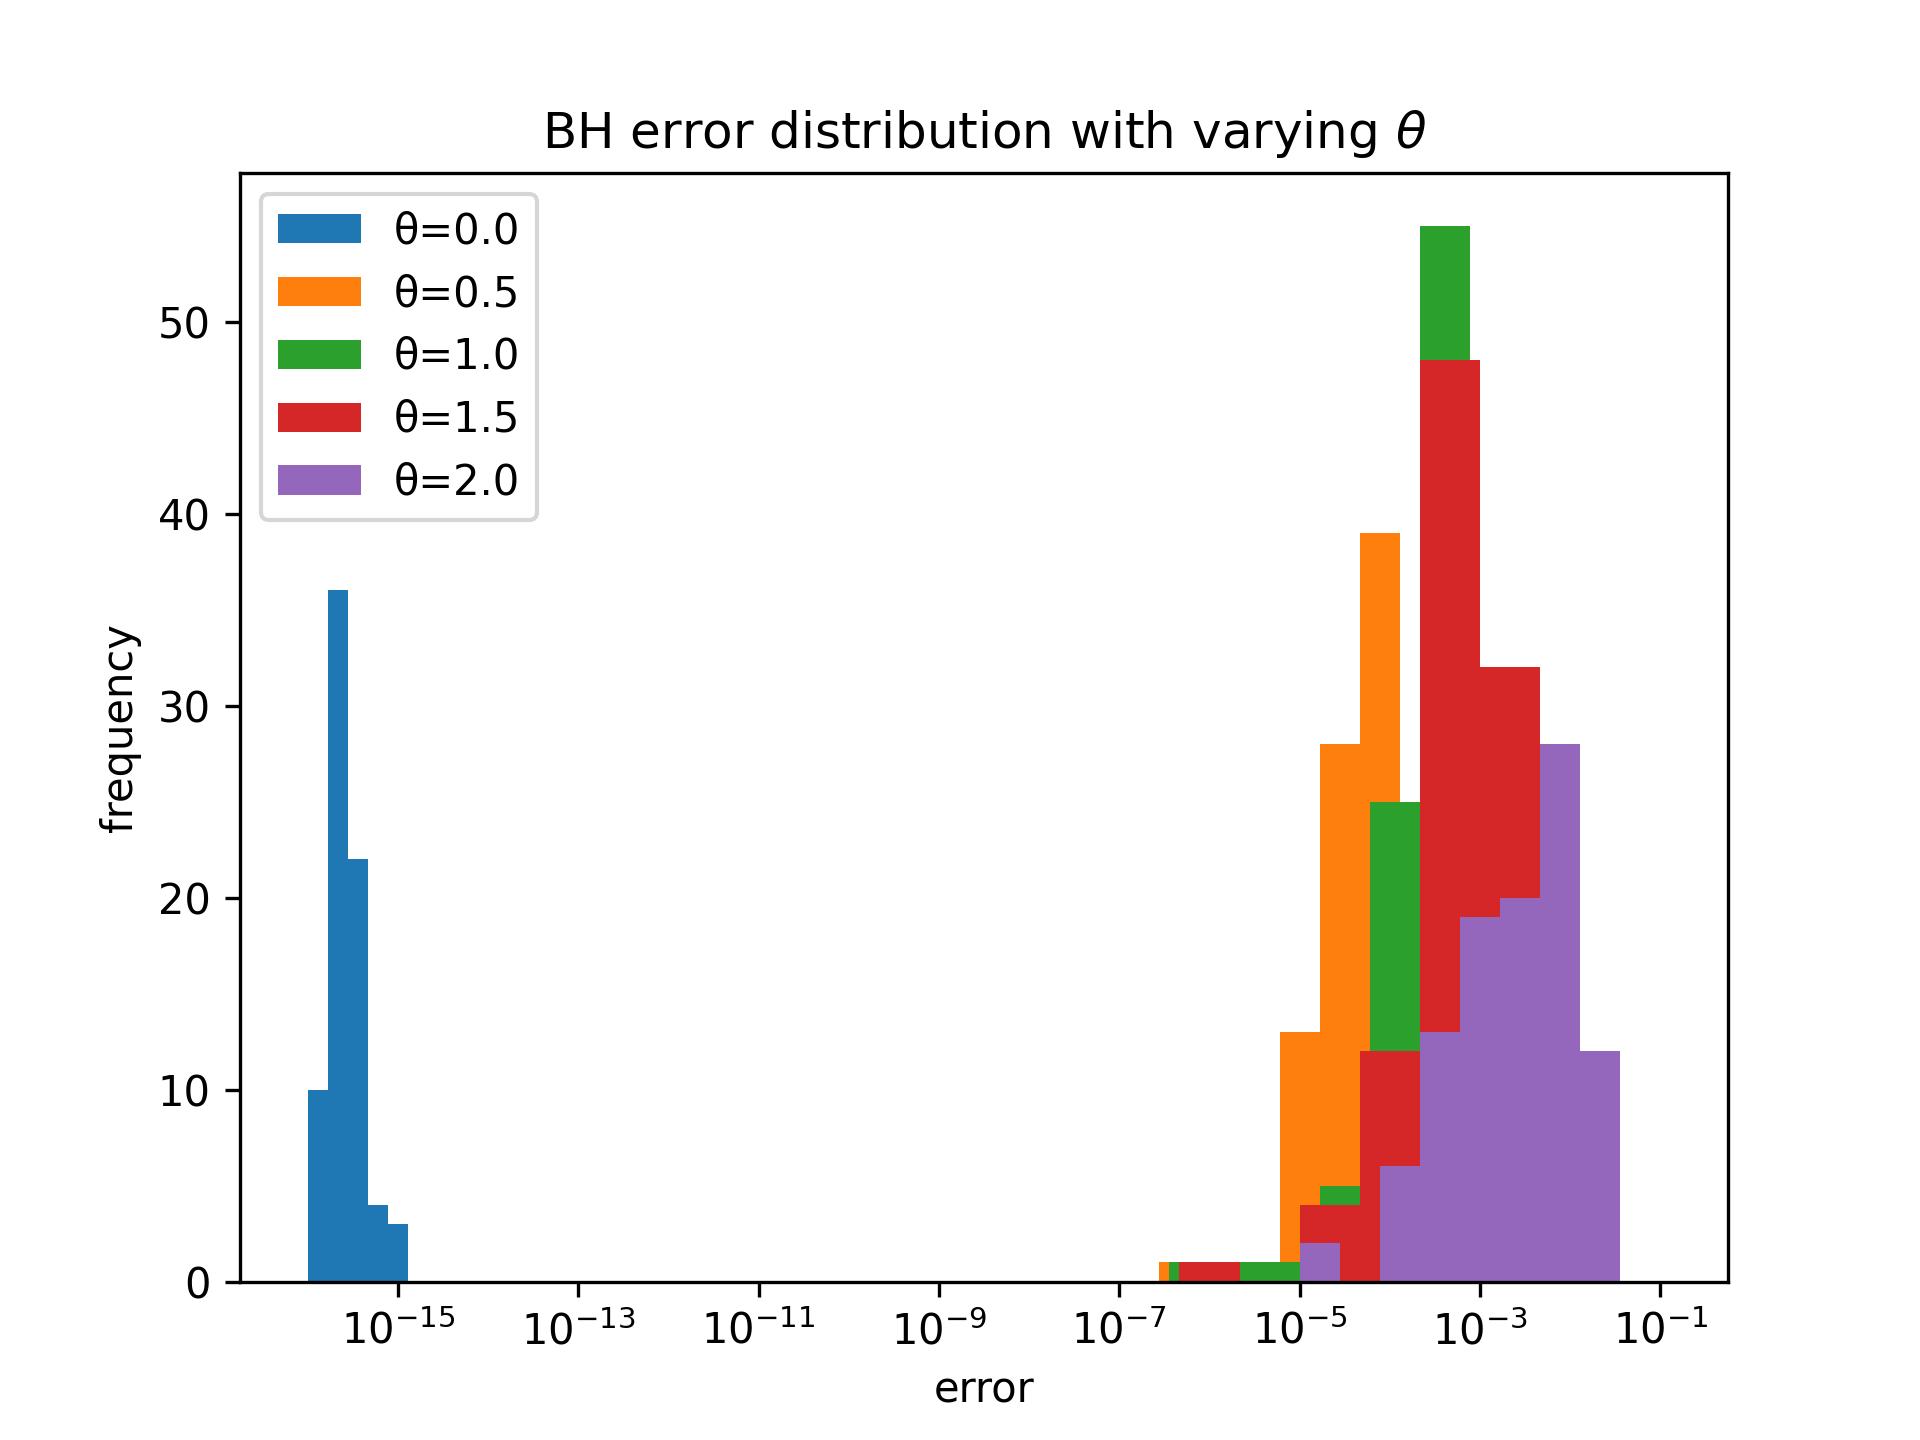 BH error distribution with varying θ
θ=0.0
θ=0.5
θ=1.0
θ=1.5
θ=2.0
frequency
50
40
30
20
10
0
10⁻¹⁵ 10⁻¹³ 10⁻¹¹ 10⁻⁹ 10⁻⁷ 10⁻⁵ 10⁻³ 10⁻¹
error